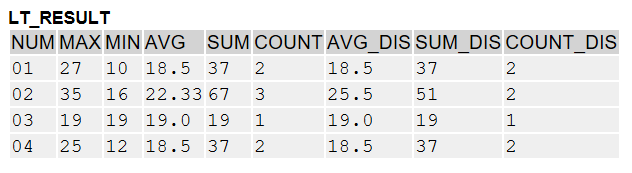 LT_RESULT
NUM MAX MIN AVG SUM COUNT AVG_DIS SUM_DIS COUNT_DIS
01 27 10 18.5 37 2 18.5 37 2
02 35 16 22.33 67 3 25.5 51 2
03 19 19 19.0 19 1 19.0 19 1
04 25 12 18.5 37 2 18.5 37 2